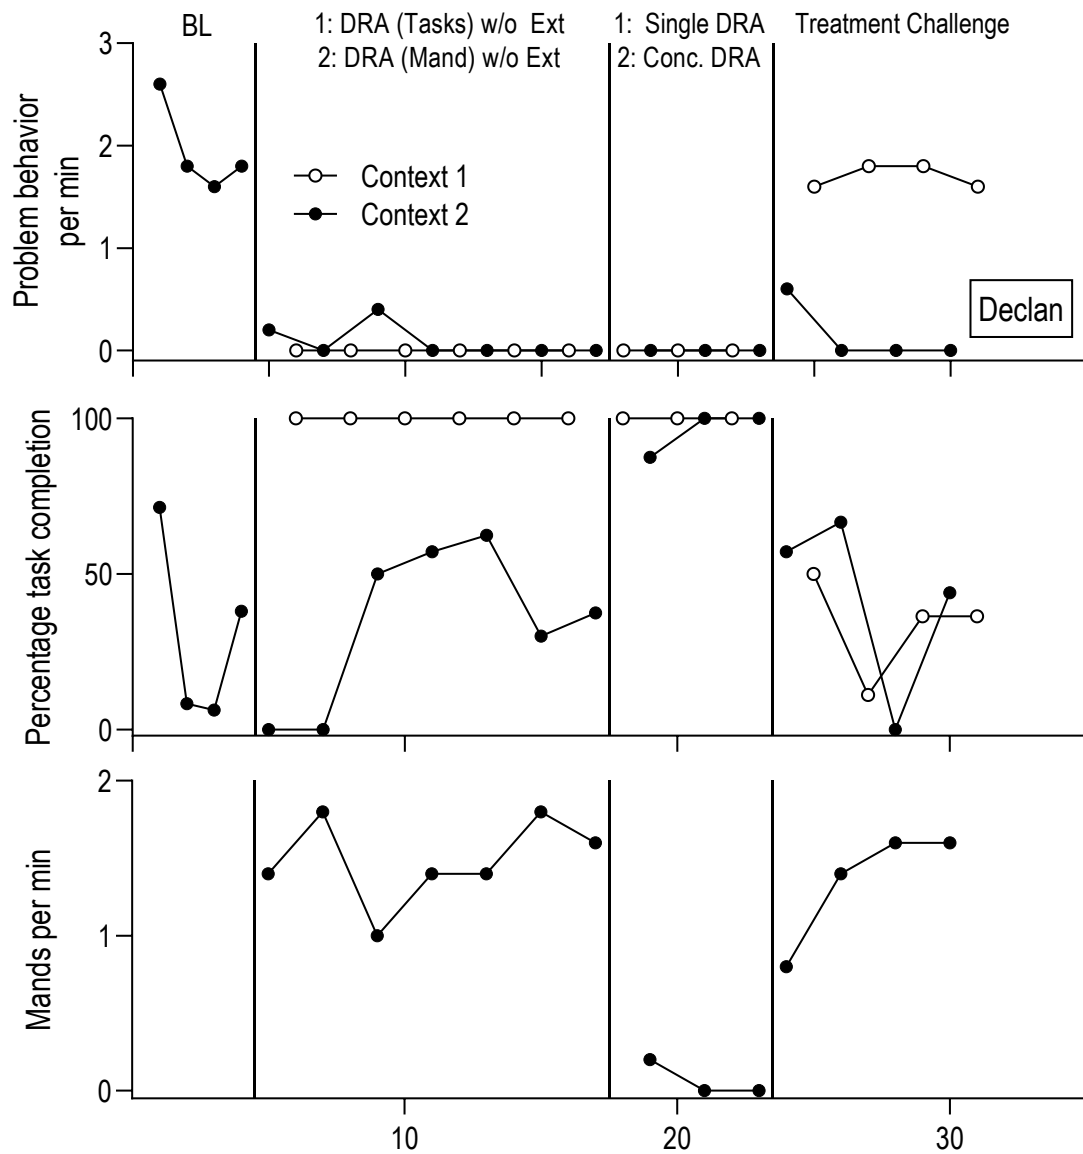 BL
1: DRA (Tasks) w/o Ext
2: DRA (Mand) w/o Ext
1: Single DRA
2: Conc. DRA
Treatment Challenge
Problem behavior
per min
3
2
1
0
Context 1
Context 2
Declan
Percentage task completion
100
50
0
Mands per min
2
1
0
10
20
30